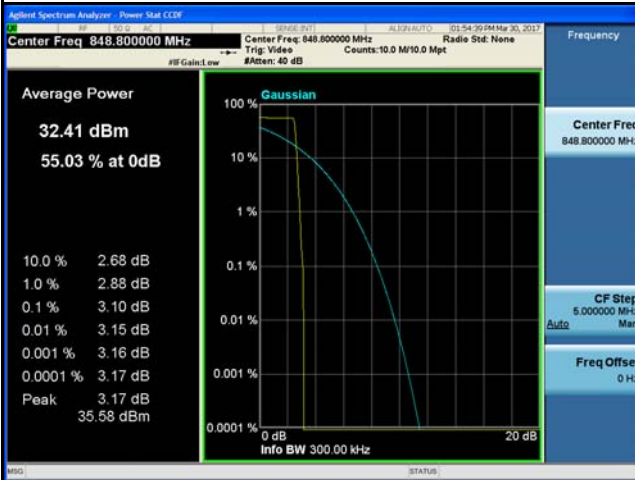 Agilent Spectrum Analyzer - Power Stat CCDF
RF 50 Ω AC SENSE:INT ALIGN AUTO 01:54:39 PM Mar 30, 2017
Center Freq 848.800000 MHz
Center Freq: 848.800000 MHz Radio Std: None
Trig: Video Counts:10.0 M/10.0 Mpt
#IFGain:Low #Atten: 40 dB
Frequency
Average Power
32.41 dBm
55.03 % at 0dB
10.0 % 2.68 dB
1.0 % 2.88 dB
0.1 % 3.10 dB
0.01 % 3.15 dB
0.001 % 3.16 dB
0.0001 % 3.17 dB
Peak 3.17 dB
35.58 dBm
Gaussian
100 %
10 %
1 %
0.1 %
0.01 %
0.001 %
0.0001 %
0 dB 20 dB
Info BW 300.00 kHz
Center Freq
848.800000 MHz
CF Step
5.000000 MHz
Auto Man
Freq Offse
0 Hz
MSG STATUS